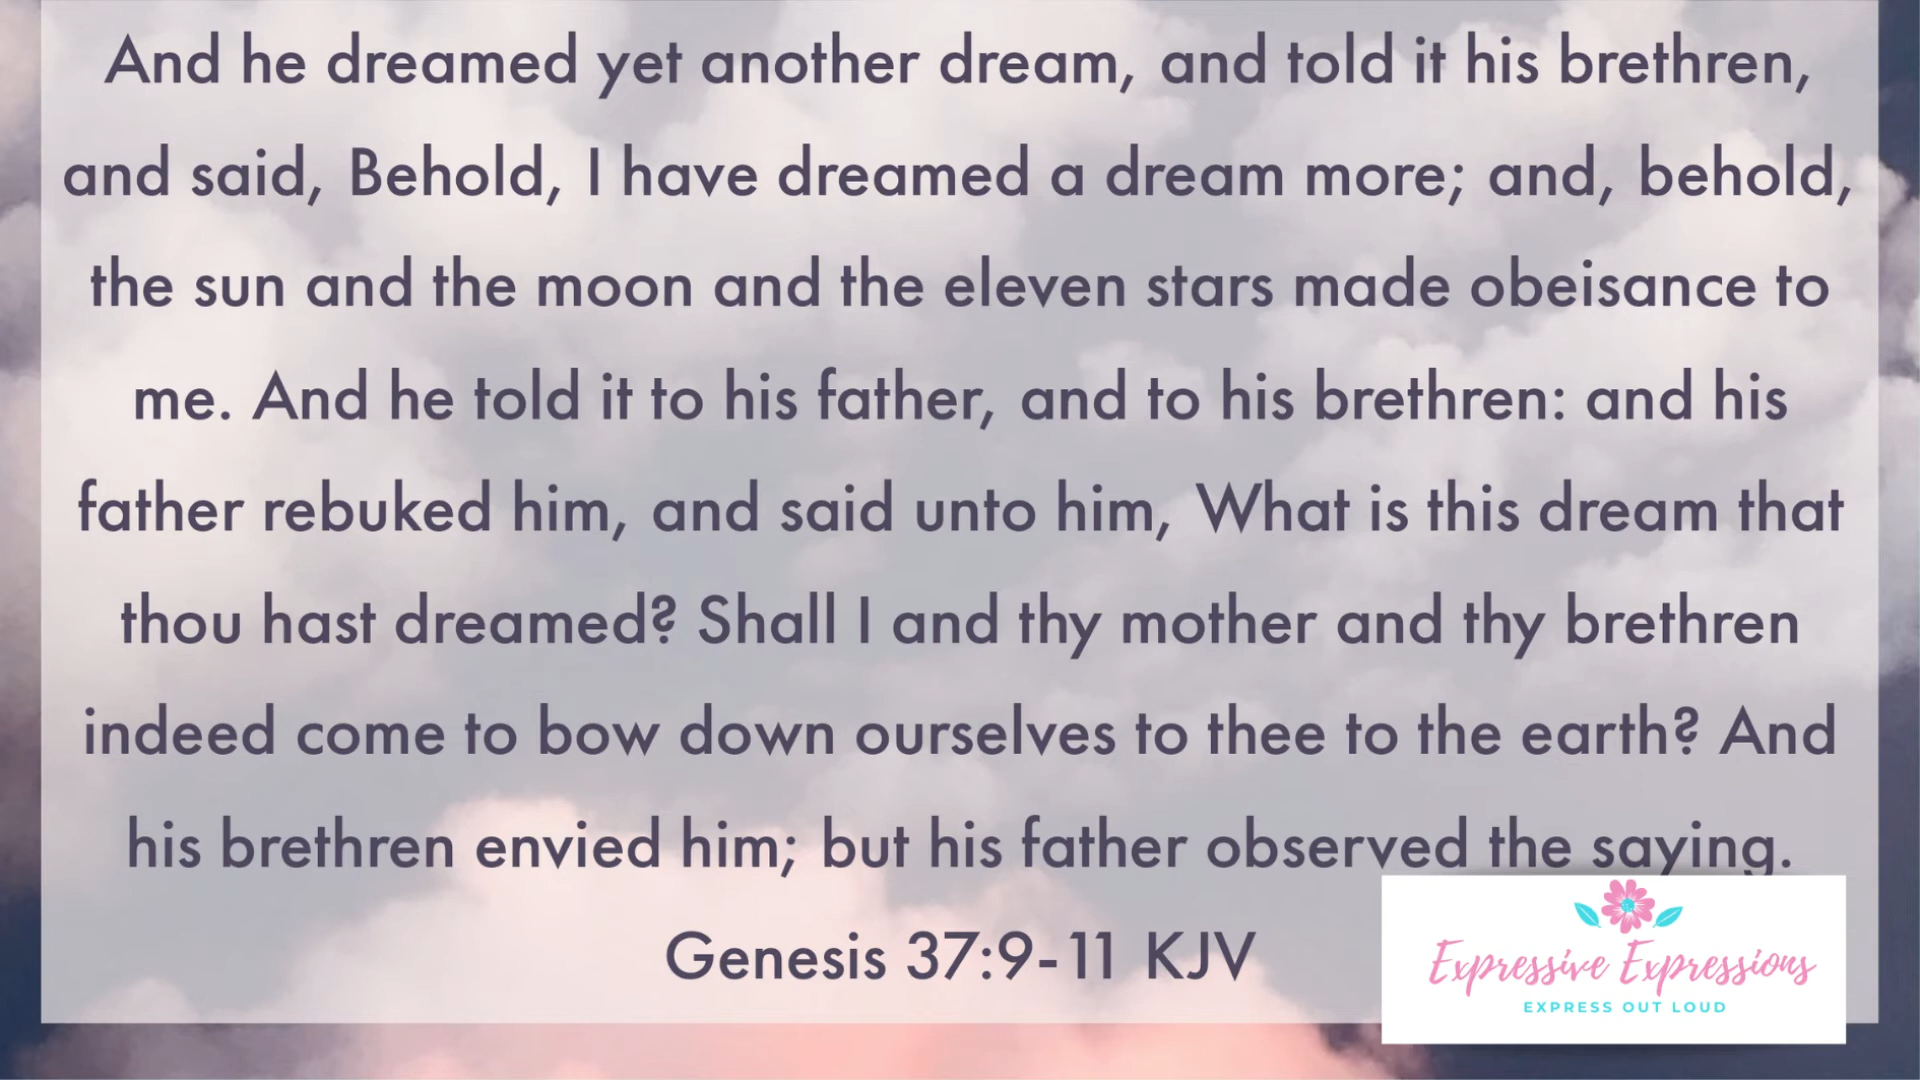 And he dreamed yet another dream, and told it his brethren,
and said, Behold, I have dreamed a dream more; and, behold,
the sun and the moon and the eleven stars made obeisance to
me. And he told it to his father, and to his brethren: and his
father rebuked him, and said unto him, What is this dream that
thou hast dreamed? Shall I and thy mother and thy brethren
indeed come to bow down ourselves to thee to the earth? And
his brethren envied him; but his father observed the saying.
Genesis 37:9-11 KJV
Expressive Expressions
EXPRESS OUT LOUD